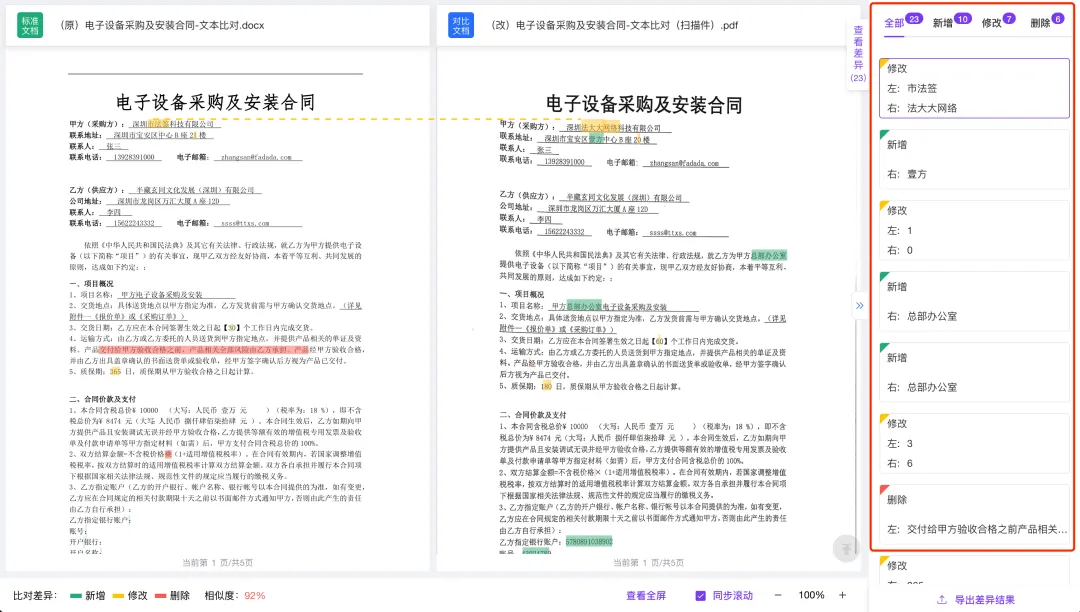 标准
文档
（原）电子设备采购及安装合同-文本比对.docx
电子设备采购及安装合同
甲方（采购方）：深圳市法签科技有限公司
联系地址：深圳市宝安区中心B座21楼
联系人：张三
联系电话：13928391000 电子邮箱：zhangsan@fadada.com
乙方（供应方）：半藏玄同文化发展（深圳）有限公司
公司地址：深圳市龙岗区万汇大厦A座12D
联系人：李四
联系电话：15622243332 电子邮箱：ssss@ttxs.com
依照《中华人民共和国民法典》及其它有关法律、行政法规，就乙方为甲方提供电子设
备（以下简称“项目”）的有关事宜，现甲乙双方经友好协商，本着平等互利、共同发展的
原则，达成如下约定：：
一、项目概况
1、项目名称：甲方电子设备采购及安装
2、交货地点：具体送货地点以甲方指定为准，乙方发货前需与甲方确认交货地点。（详见
附件一《报价单》或《采购订单》）
3、交货日期：乙方应在本合同签署生效之日起【30】个工作日内完成交货。
4、运输方式：由乙方或乙方委托的人员送货到甲方指定地点，并提供产品相关的单证及资
料。产品交付给甲方验收合格之前，产品相关全部风险由乙方承担。产品经甲方验收合格，
并由乙方出具盖章确认的书面送货单或验收单，经甲方签字确认后方视为产品已交付。
5、质保期：365 日，质保期从甲方验收合格之日起计算。
二、合同价款及支付
1、本合同含税总价¥ 10000 （大写：人民币 壹万 元 ）（税率为：18 %），即不含
税总价为¥ 8474 元（大写：人民币 捌仟肆佰柒拾肆 元 ）。本合同生效后，乙方如期向甲
方提供产品且安装调试无误并经甲方验收合格，乙方提供等额有效的增值税专用发票及验收
单及付款申请单等甲方指定材料（如需）后，甲方支付合同含税总价的 100%。
2、双方结算金额=不含税价格乘（1+适用增值税税率）。在合同有效期内，若国家调整增值
税税率，按双方结算时的适用增值税税率计算双方结算金额。双方各自承担并履行本合同项
下根据国家相关法律法规、规范性文件的规定应当履行的缴税义务。
3、乙方指定账户（乙方的开户银行、帐户名称、银行帐号以本合同提供的为准，如有变更，
乙方应在合同规定的相关付款期限十天之前以书面邮件方式通知甲方，否则由此产生的责任
由乙方自行承担）：
乙方指定银行账户：
账号：
开户银行：
开户名称：
当前第 1 页/共5页
对比
文档
（改）电子设备采购及安装合同-文本比对（扫描件）.pdf
电子设备采购及安装合同
甲方（采购方）：深圳法大大网络科技有限公司
联系地址：深圳市宝安区壹方中心B座20楼
联系人：张三
联系电话：13928391000 电子邮箱：zhangsan@fadada.com
乙方（供应方）：半藏玄同文化发展（深圳）有限公司
公司地址：深圳市龙岗区万汇大厦A座12D
联系人：李四
联系电话：15622243332 电子邮箱：ssss@ttxs.com
依照《中华人民共和国民法典》及其它有关法律、行政法规，就乙方为甲方总部办公室
提供电子设备（以下简称“项目”）的有关事宜，现甲乙双方经友好协商，本着平等互利、
共同发展的原则，达成如下约定：：
一、项目概况
1、项目名称：甲方总部办公室电子设备采购及安装
2、交货地点：具体送货地点以甲方指定为准，乙方发货前需与甲方确认交货地点。（详见
附件一《报价单》或《采购订单》）
3、交货日期：乙方应在本合同签署生效之日起【60】个工作日内完成交货。
4、运输方式：由乙方或乙方委托的人员送货到甲方指定地点，并提供产品相关的单证及资
料。产品经甲方验收合格，并由乙方出具盖章确认的书面送货单或验收单，经甲方签字确认
后方视为产品已交付。
5、质保期：180 日，质保期从甲方验收合格之日起计算。
二、合同价款及支付
1、本合同含税总价¥ 10000 （大写：人民币 壹万 元 ）（税率为：18 %），即不含
税总价为¥ 8474 元（大写：人民币 捌仟肆佰柒拾肆 元 ）。本合同生效后，乙方如期向甲
方提供产品且安装调试无误并经甲方验收合格，乙方提供等额有效的增值税专用发票及验收
单及付款申请单等甲方指定材料（如需）后，甲方支付合同含税总价的 100%。
2、双方结算金额=不含税价格×（1+适用增值税税率）。在合同有效期内，若国家调整增值
税税率，按双方结算时的适用增值税税率计算双方结算金额。双方各自承担并履行本合同项
下根据国家相关法律法规、规范性文件的规定应当履行的缴税义务。
3、乙方指定账户（乙方的开户银行、帐户名称、银行帐号以本合同提供的为准，如有变更，
乙方应在合同规定的相关付款期限十天之前以书面邮件方式通知甲方，否则由此产生的责任
由乙方自行承担）：
乙方指定银行账户：5780891038902
当前第 1 页/共5页
查看差异
(23)
全部 23 新增 10 修改 7 删除 6
修改
左： 市法签
右： 法大大网络
新增
右： 壹方
修改
左： 1
右： 0
新增
右： 总部办公室
新增
右： 总部办公室
修改
左： 3
右： 6
删除
左： 交付给甲方验收合格之前产品相关...
修改
左： 365
导出差异结果
比对差异： 新增 修改 删除 相似度： 92%
查看全屏 同步滚动 − 100% +